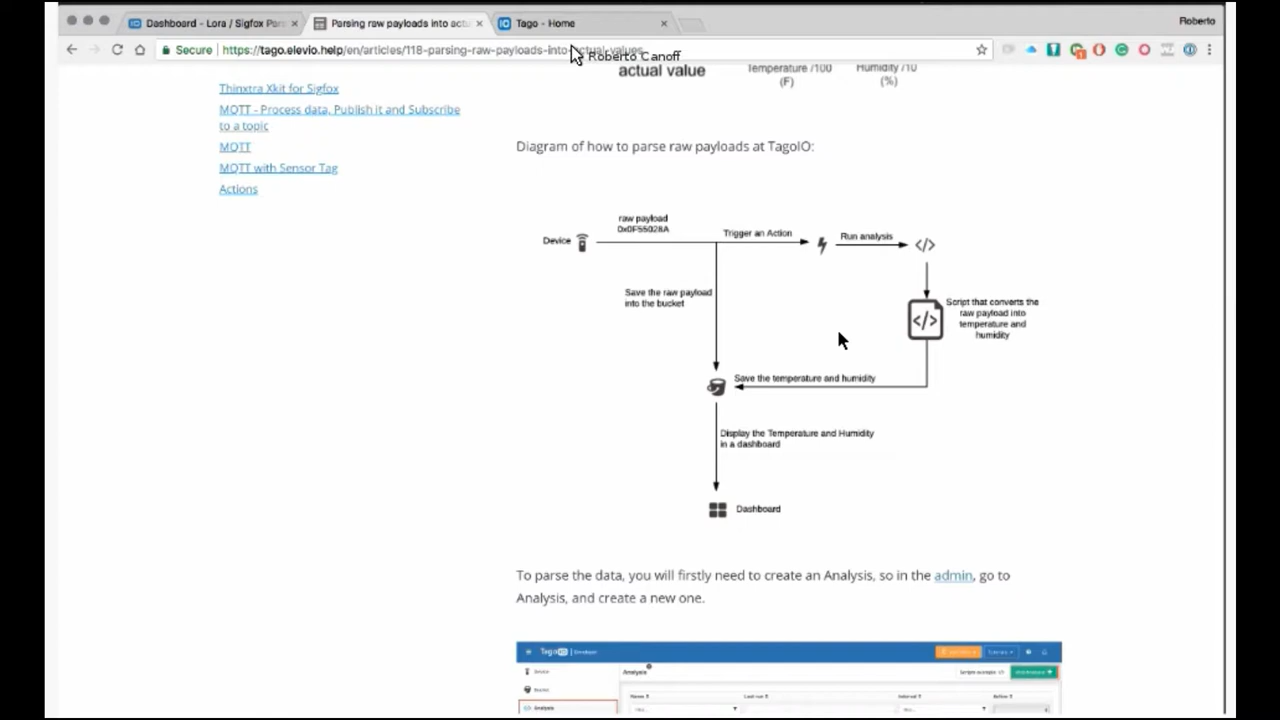 Dashboard - Lora / Sigfox Pars
Parsing raw payloads into actu
Tago - Home
Roberto
Secure
https://tago.elevio.help/en/articles/118-parsing-raw-payloads-into-actual-values
Roberto Canoff
actual value
Temperature /100
(F)
Humidity /10
(%)
Thinxtra Xkit for Sigfox
MQTT - Process data, Publish it and Subscribe
to a topic
MQTT
MQTT with Sensor Tag
Actions
Diagram of how to parse raw payloads at TagoIO:
raw payload
0x0F55028A
Device
Trigger an Action
Run analysis
Save the raw payload
into the bucket
Script that converts the
raw payload into
temperature and
humidity
Save the temperature and humidity
Display the Temperature and Humidity
in a dashboard
Dashboard
To parse the data, you will firstly need to create an Analysis, so in the admin, go to
Analysis, and create a new one.
TagoIO
Analysis
Analysis